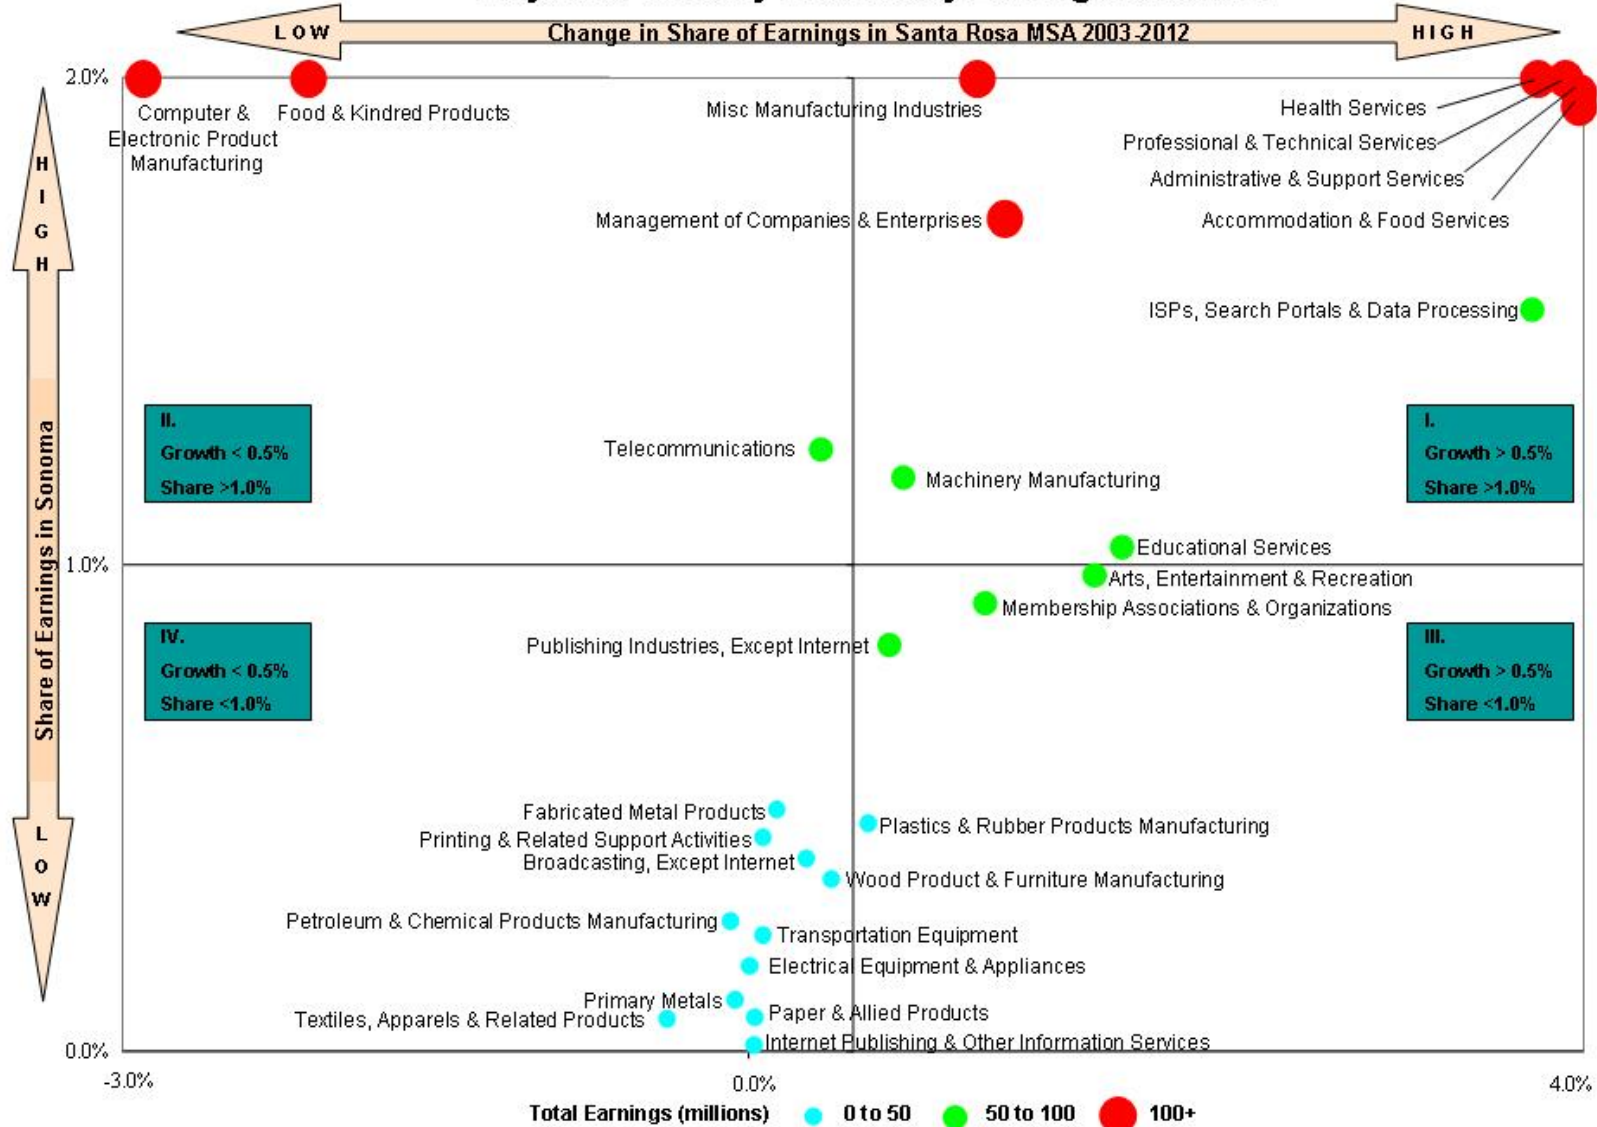 LOW
Change in Share of Earnings in Santa Rosa MSA 2003-2012
HIGH
2.0%
Computer &
Electronic Product
Manufacturing
Food & Kindred Products
Misc Manufacturing Industries
Health Services
Professional & Technical Services
Administrative & Support Services
Accommodation & Food Services
HIGH
Management of Companies & Enterprises
ISPs, Search Portals & Data Processing
II.
Growth < 0.5%
Share >1.0%
I.
Growth > 0.5%
Share >1.0%
Telecommunications
Machinery Manufacturing
Share of Earnings in Sonoma
Educational Services
1.0%
Arts, Entertainment & Recreation
Membership Associations & Organizations
Publishing Industries, Except Internet
IV.
Growth < 0.5%
Share <1.0%
III.
Growth > 0.5%
Share <1.0%
Fabricated Metal Products
Plastics & Rubber Products Manufacturing
Printing & Related Support Activities
Broadcasting, Except Internet
Wood Product & Furniture Manufacturing
LOW
Petroleum & Chemical Products Manufacturing
Transportation Equipment
Electrical Equipment & Appliances
Primary Metals
Paper & Allied Products
Textiles, Apparels & Related Products
Internet Publishing & Other Information Services
0.0%
-3.0%
0.0%
4.0%
Total Earnings (millions)
0 to 50
50 to 100
100+